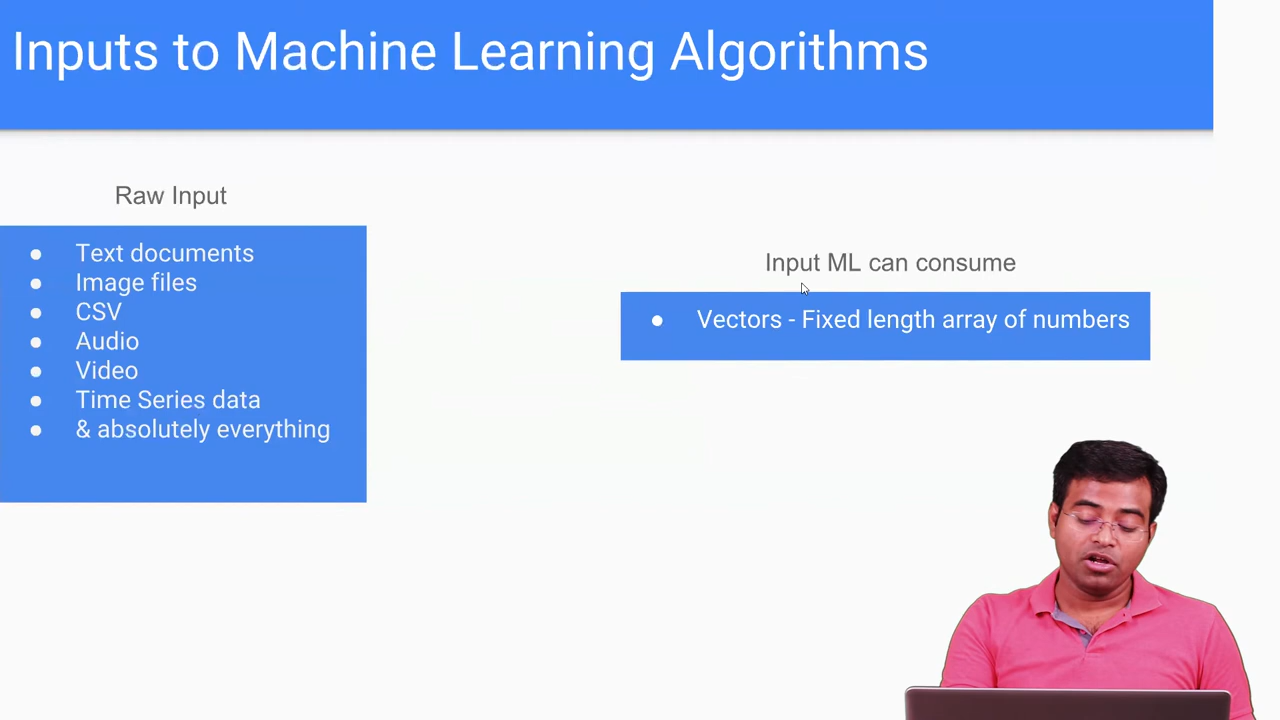 Inputs to Machine Learning Algorithms
Raw Input
● Text documents
● Image files
● CSV
● Audio
● Video
● Time Series data
● & absolutely everything
Input ML can consume
● Vectors - Fixed length array of numbers